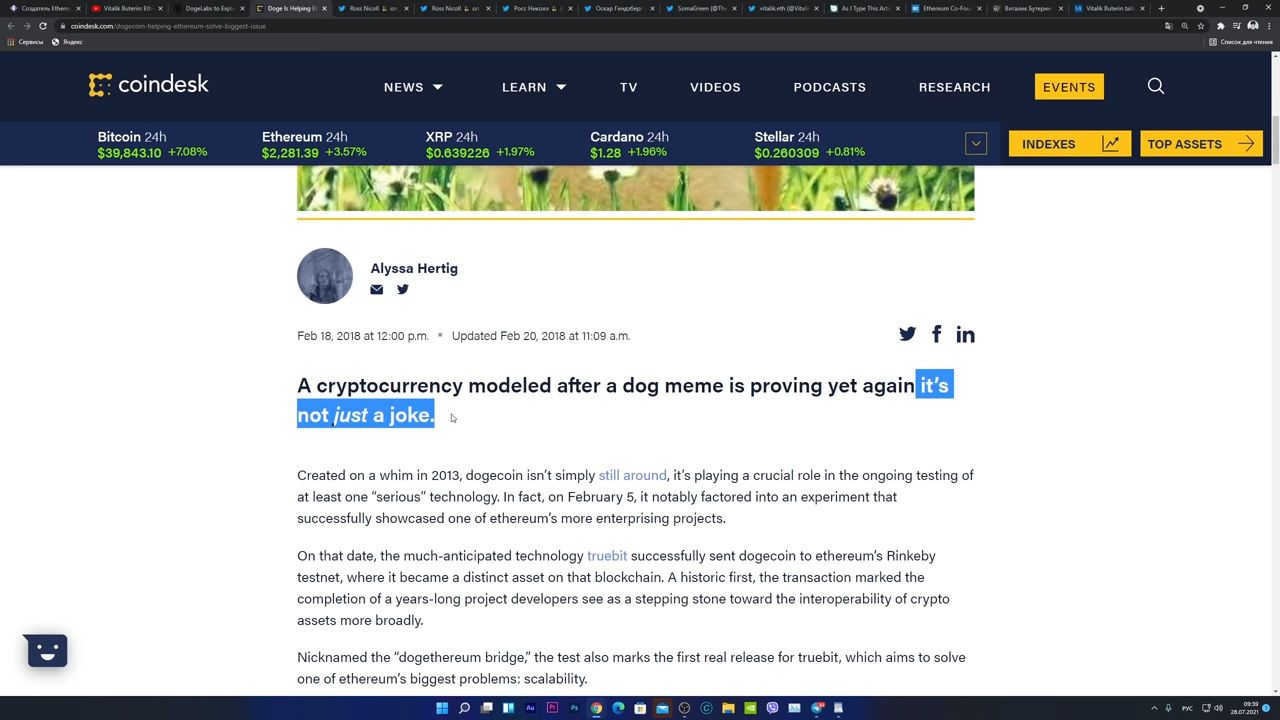 Создатель Ethere
Vitalik Buterin Eth
DogeLabs to Explo
Doge Is Helping E
Ross Nicoll
on
Ross Nicoll
on
Росс Николл
В
Оскар Гиндберг
SomaGreen (@Th
vitalik.eth (@Vitali
As I Type This Arti
Ethereum Co-Fou
Виталик Бутерин
Vitalik Buterin tal
coindesk.com/dogecoin-helping-ethereum-solve-biggest-issue
Сервисы
Яндекс
Список для чтения
coindesk
NEWS
LEARN
TV
VIDEOS
PODCASTS
RESEARCH
EVENTS
Bitcoin 24h
$39,843.10 +7.08%
Ethereum 24h
$2,281.39 +3.57%
XRP 24h
$0.639226 +1.97%
Cardano 24h
$1.28 +1.96%
Stellar 24h
$0.260309 +0.81%
INDEXES
TOP ASSETS
Alyssa Hertig
Feb 18, 2018 at 12:00 p.m. Updated Feb 20, 2018 at 11:09 a.m.
A cryptocurrency modeled after a dog meme is proving yet again it's
not just a joke.
Created on a whim in 2013, dogecoin isn't simply still around, it's playing a crucial role in the ongoing testing of
at least one “serious” technology. In fact, on February 5, it notably factored into an experiment that
successfully showcased one of ethereum's more enterprising projects.
On that date, the much-anticipated technology truebit successfully sent dogecoin to ethereum's Rinkeby
testnet, where it became a distinct asset on that blockchain. A historic first, the transaction marked the
completion of a years-long project developers see as a stepping stone toward the interoperability of crypto
assets more broadly.
Nicknamed the “dogethereum bridge,” the test also marks the first real release for truebit, which aims to solve
one of ethereum's biggest problems: scalability.
Au
Pr
Ps
РУС
09:39
28.07.2021